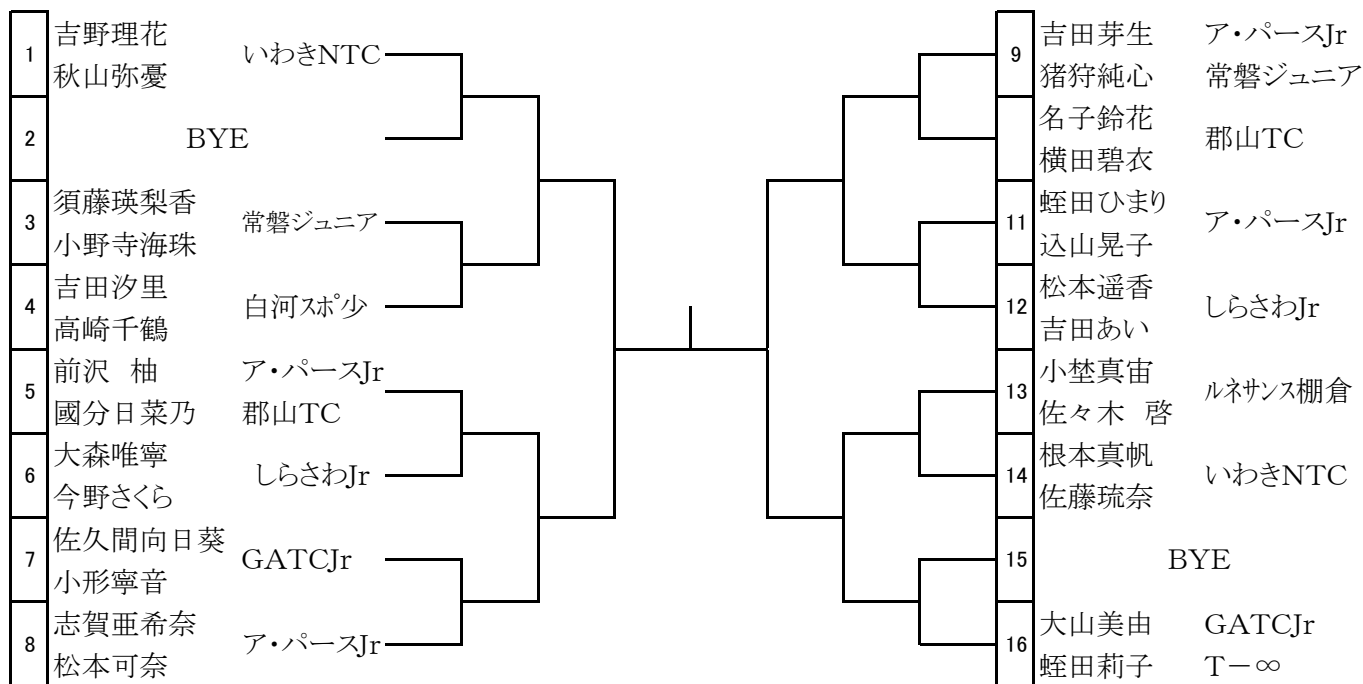 1
吉野理花
秋山弥憂
いわきNTC
2
BYE
3
須藤瑛梨香
小野寺海珠
常磐ジュニア
4
吉田汐里
高崎千鶴
白河スポ少
5
前沢 柚 ア・パースJr
國分日菜乃 郡山TC
6
大森唯寧
今野さくら
しらさわJr
7
佐久間向日葵
小形寧音
GATCJr
8
志賀亜希奈
松本可奈
ア・パースJr
9
吉田芽生 ア・パースJr
猪狩純心 常磐ジュニア
名子鈴花
横田碧衣
郡山TC
11
蛭田ひまり
込山晃子
ア・パースJr
12
松本遥香
吉田あい
しらさわJr
13
小埜真宙
佐々木 啓
ルネサンス棚倉
14
根本真帆
佐藤琉奈
いわきNTC
15
BYE
16
大山美由 GATCJr
蛭田莉子 T－∞